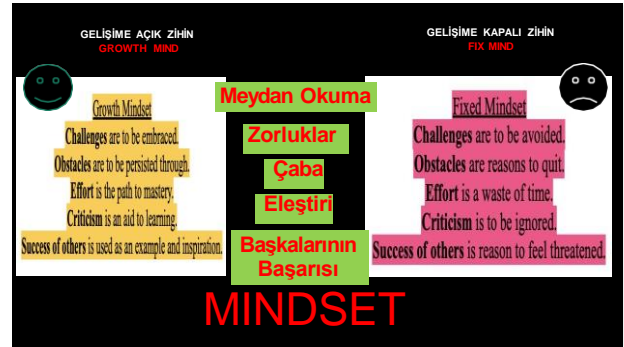 GELİŞİME AÇIK ZİHİN
GROWTH MIND
GELİŞİME KAPALI ZİHİN
FIX MIND
Growth Mindset
Challenges are to be embraced.
Obstacles are to be persisted through.
Effort is the path to mastery.
Criticism is an aid to learning.
Success of others is used as an example and inspiration.
Meydan Okuma
Zorluklar
Çaba
Eleştiri
Başkalarının
Başarısı
Fixed Mindset
Challenges are to be avoided.
Obstacles are reasons to quit.
Effort is a waste of time.
Criticism is to be ignored.
Success of others is reason to feel threatened.
MINDSET